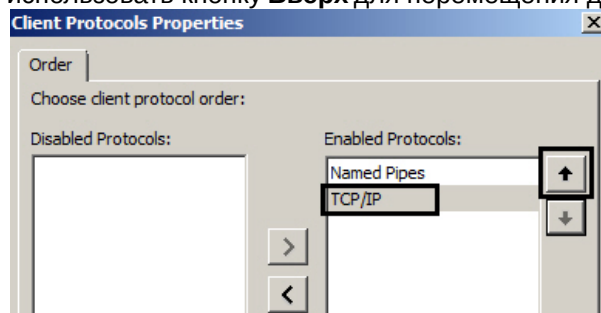 использовать кнопку Вверх для перемещения д
Client Protocols Properties
Order
Choose client protocol order:
Disabled Protocols:
Enabled Protocols:
Named Pipes
TCP/IP